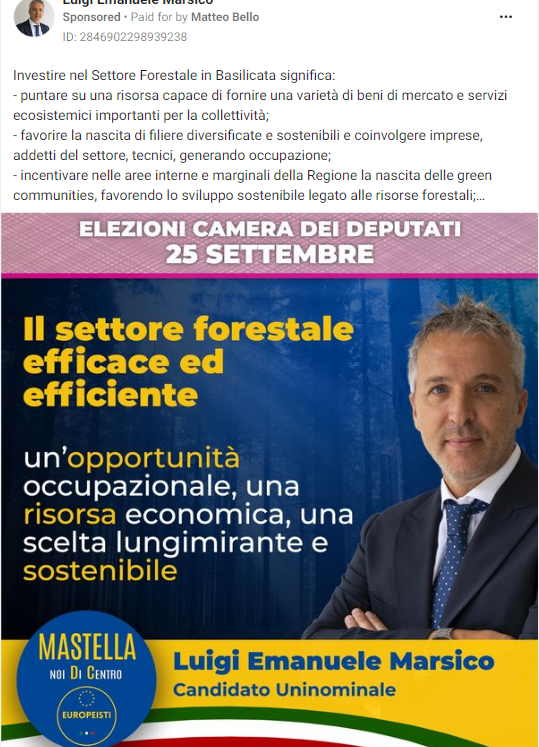 Luigi Emanuele Marsico
Sponsored • Paid for by Matteo Bello
ID: 2846902298939238
Investire nel Settore Forestale in Basilicata significa:
- puntare su una risorsa capace di fornire una varietà di beni di mercato e servizi
ecosistemici importanti per la collettività;
- favorire la nascita di filiere diversificate e sostenibili e coinvolgere imprese,
addetti del settore, tecnici, generando occupazione;
- incentivare nelle aree interne e marginali della Regione la nascita delle green
communities, favorendo lo sviluppo sostenibile legato alle risorse forestali;...
ELEZIONI CAMERA DEI DEPUTATI
25 SETTEMBRE
Il settore forestale
efficace ed
efficiente
un'opportunità
occupazionale, una
risorsa economica, una
scelta lungimirante e
sostenibile
MASTELLA
NOI DI CENTRO
EUROPEISTI
Luigi Emanuele Marsico
Candidato Uninominale